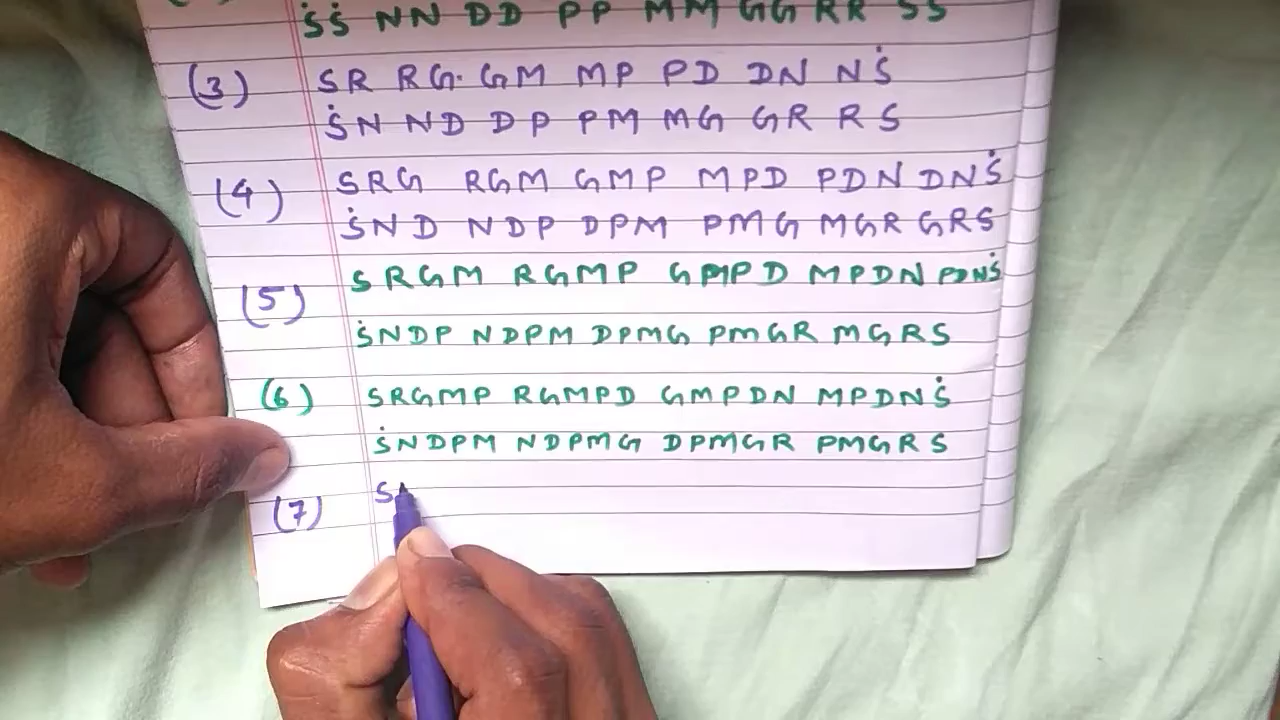 ṠṠ NN DD PP MM GG RR SS
(3) SR RG. GM MP PD DN NṠ
ṠN ND DP PM MG GR RS
(4) SRG RGM GMP MPD PDN DNṠ
ṠND NDP DPM PMG MGR GRS
(5) SRGM RGMP GMPD MPDN PDNṠ
ṠNDP NDPM DPMG PMGR MGRS
(6) SRGMP RGMPD GMPDN MPDNṠ
ṠNDPM NDPMG DPMGR PMGRS
(7) S